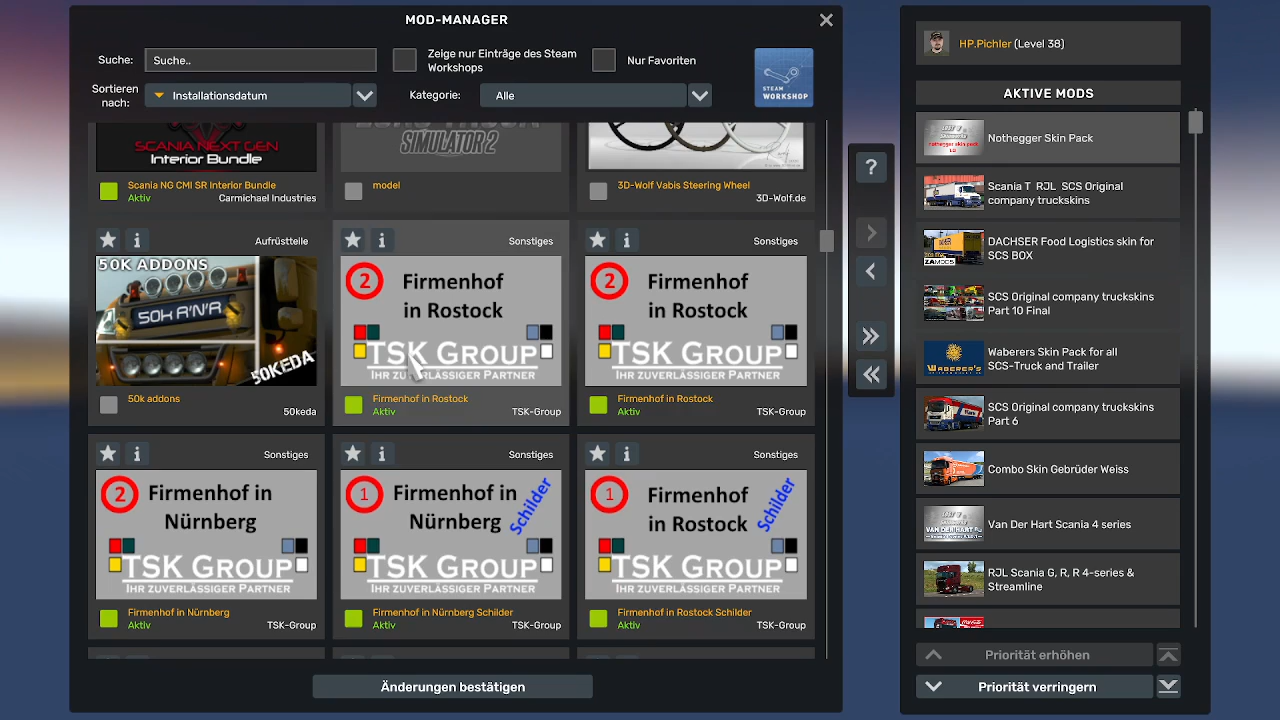 MOD-MANAGER
Suche:
Suche..
Zeige nur Einträge des Steam
Workshops
Nur Favoriten
STEAM
WORKSHOP
Sortieren
nach:
Installationsdatum
Kategorie:
Alle
SCANIA NEXT GEN
Interior Bundle
SIMULATOR 2
Scania NG CMI SR Interior Bundle
Aktiv
Carmichael Industries
model
3D-Wolf Vabis Steering Wheel
3D-Wolf.de
Aufrüstteile
50K ADDONS
50K R'N'R
50KEDA
50k addons
50keda
Sonstiges
2
Firmenhof
in Rostock
TSK GROUP
IHR ZUVERLÄSSIGER PARTNER
Firmenhof in Rostock
Aktiv
TSK-Group
Sonstiges
2
Firmenhof
in Rostock
TSK GROUP
IHR ZUVERLÄSSIGER PARTNER
Firmenhof in Rostock
Aktiv
TSK-Group
Sonstiges
2
Firmenhof in
Nürnberg
TSK GROUP
IHR ZUVERLÄSSIGER PARTNER
Firmenhof in Nürnberg
Aktiv
TSK-Group
Sonstiges
1
Firmenhof in
Nürnberg
Schilder
TSK GROUP
IHR ZUVERLÄSSIGER PARTNER
Firmenhof in Nürnberg Schilder
Aktiv
TSK-Group
Sonstiges
1
Firmenhof
in Rostock
Schilder
TSK GROUP
IHR ZUVERLÄSSIGER PARTNER
Firmenhof in Rostock Schilder
Aktiv
TSK-Group
Änderungen bestätigen
?
HP.Pichler (Level 38)
AKTIVE MODS
Nothegger Skin Pack
Scania T RJL SCS Original
company truckskins
DACHSER Food Logistics skin for
SCS BOX
SCS Original company truckskins
Part 10 Final
WABERER'S
Waberers Skin Pack for all
SCS-Truck and Trailer
SCS Original company truckskins
Part 6
Combo Skin Gebrüder Weiss
VAN DER HART
Van Der Hart Scania 4 series
RJL Scania G, R, R 4-series &
Streamline
Priorität erhöhen
Priorität verringern